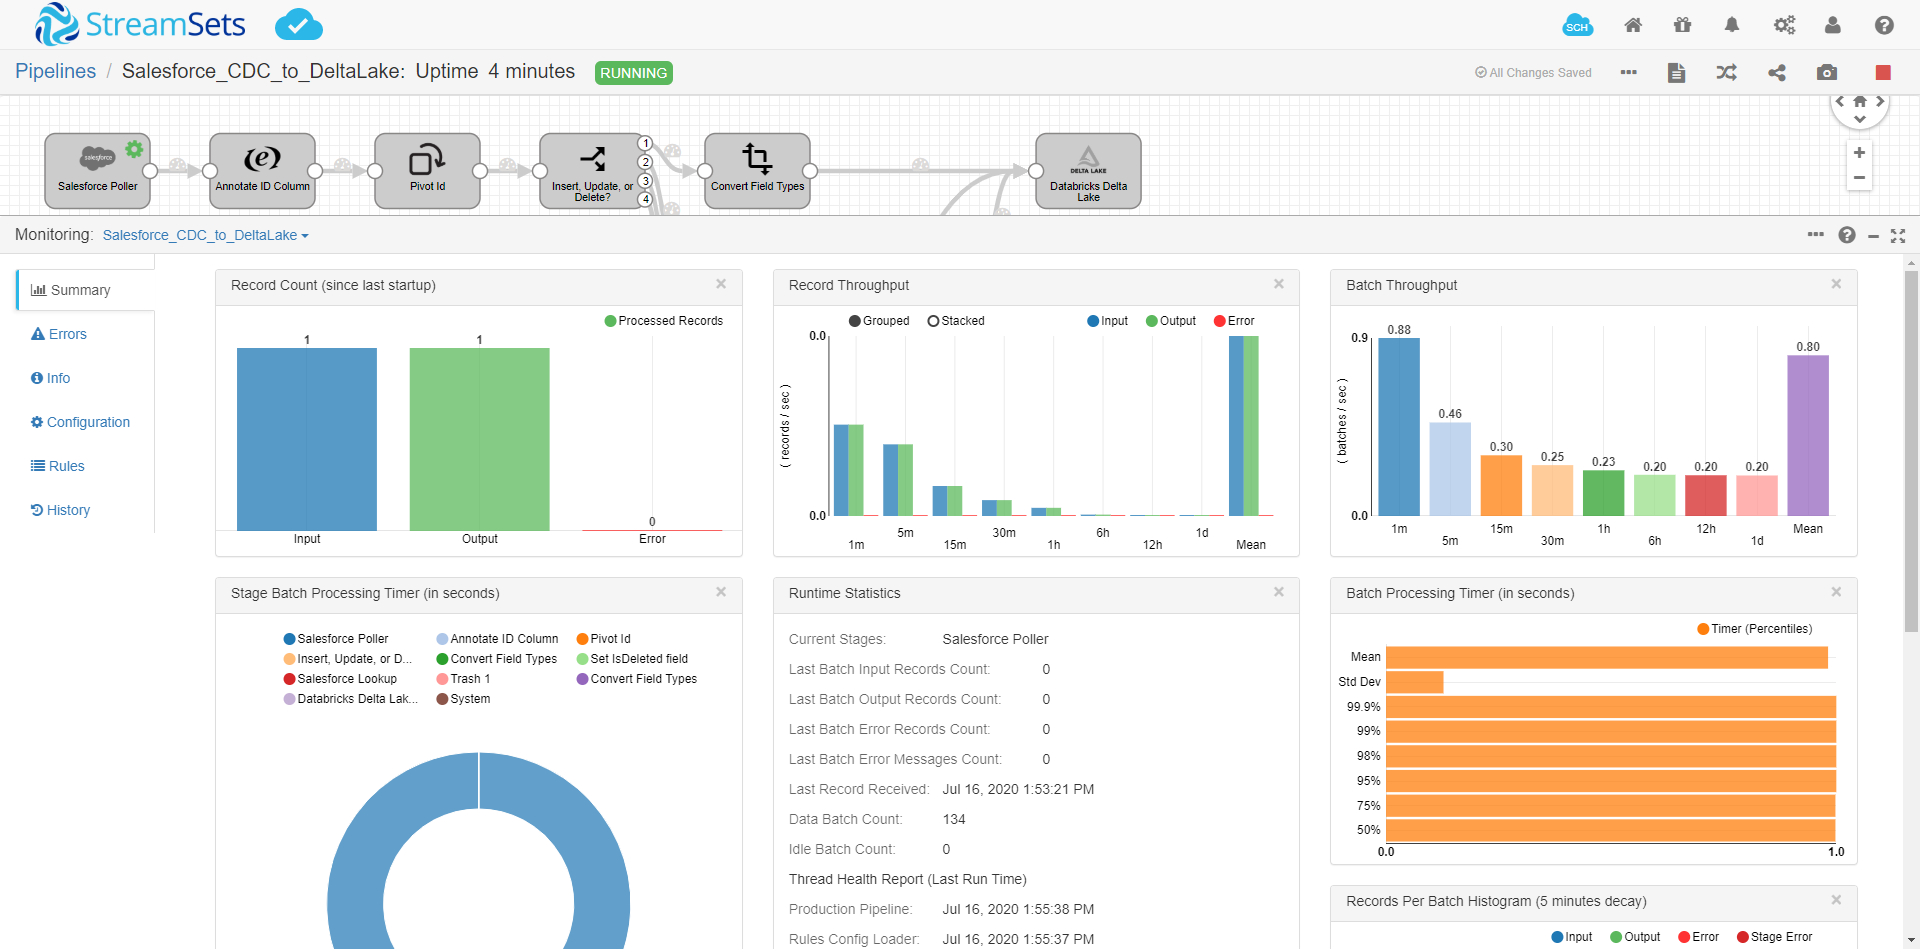 StreamSets
SCH
Pipelines / Salesforce_CDC_to_DeltaLake: Uptime 4 minutes RUNNING
All Changes Saved
salesforce
Salesforce Poller
Annotate ID Column
Pivot Id
Insert, Update, or Delete?
1
2
3
4
Convert Field Types
DELTA LAKE
Databricks Delta Lake
Monitoring: Salesforce_CDC_to_DeltaLake
Summary
Errors
Info
Configuration
Rules
History
Record Count (since last startup)
Processed Records
1
1
0
Input Output Error
Record Throughput
Grouped Stacked Input Output Error
0.0
( records / sec )
0.0
1m 5m 15m 30m 1h 6h 12h 1d Mean
Batch Throughput
0.9
( batches / sec )
0.0
0.88 0.46 0.30 0.25 0.23 0.20 0.20 0.20 0.80
1m 5m 15m 30m 1h 6h 12h 1d Mean
Stage Batch Processing Timer (in seconds)
Salesforce Poller Annotate ID Column Pivot Id
Insert, Update, or D... Convert Field Types Set IsDeleted field
Salesforce Lookup Trash 1 Convert Field Types
Databricks Delta Lak... System
Runtime Statistics
Current Stages: Salesforce Poller
Last Batch Input Records Count: 0
Last Batch Output Records Count: 0
Last Batch Error Records Count: 0
Last Batch Error Messages Count: 0
Last Record Received: Jul 16, 2020 1:53:21 PM
Data Batch Count: 134
Idle Batch Count: 0
Thread Health Report (Last Run Time)
Production Pipeline: Jul 16, 2020 1:55:38 PM
Rules Config Loader: Jul 16, 2020 1:55:37 PM
Batch Processing Timer (in seconds)
Timer (Percentiles)
Mean
Std Dev
99.9%
99%
98%
95%
75%
50%
0.0 1.0
Records Per Batch Histogram (5 minutes decay)
Input Output Error Stage Error